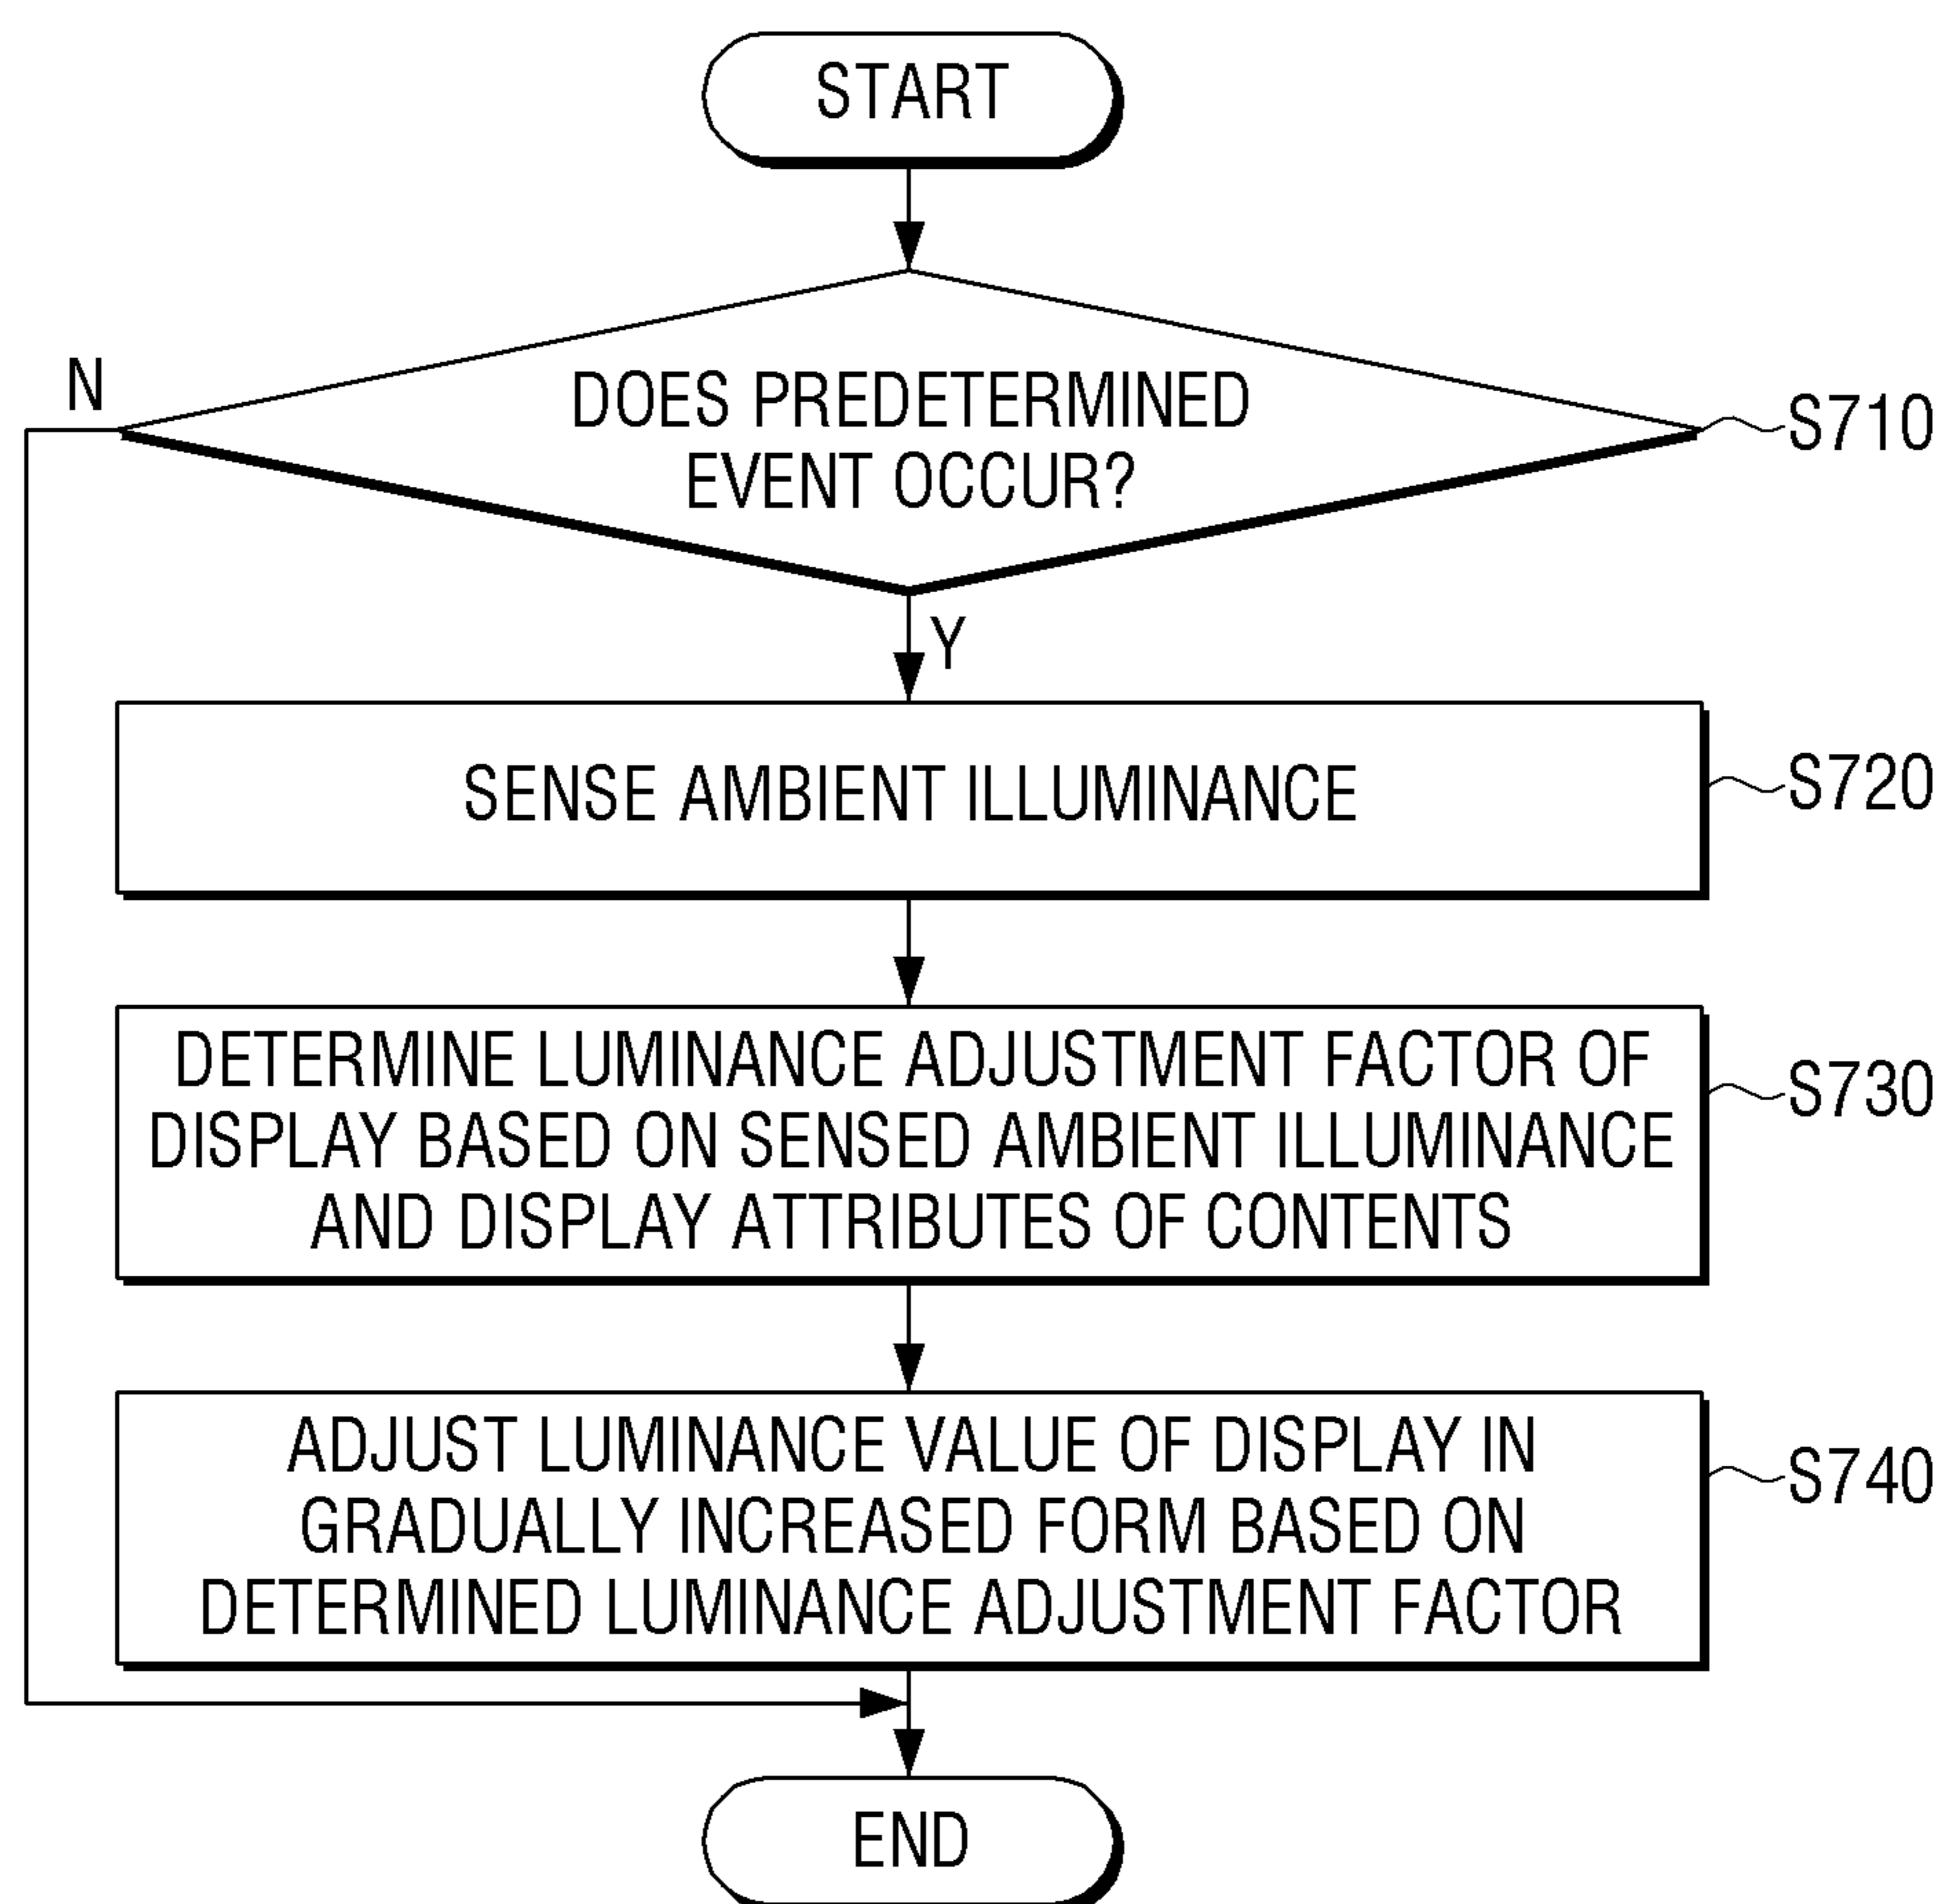 START
N
DOES PREDETERMINED
EVENT OCCUR?
S710
Y
SENSE AMBIENT ILLUMINANCE
S720
DETERMINE LUMINANCE ADJUSTMENT FACTOR OF
DISPLAY BASED ON SENSED AMBIENT ILLUMINANCE
AND DISPLAY ATTRIBUTES OF CONTENTS
S730
ADJUST LUMINANCE VALUE OF DISPLAY IN
GRADUALLY INCREASED FORM BASED ON
DETERMINED LUMINANCE ADJUSTMENT FACTOR
S740
END